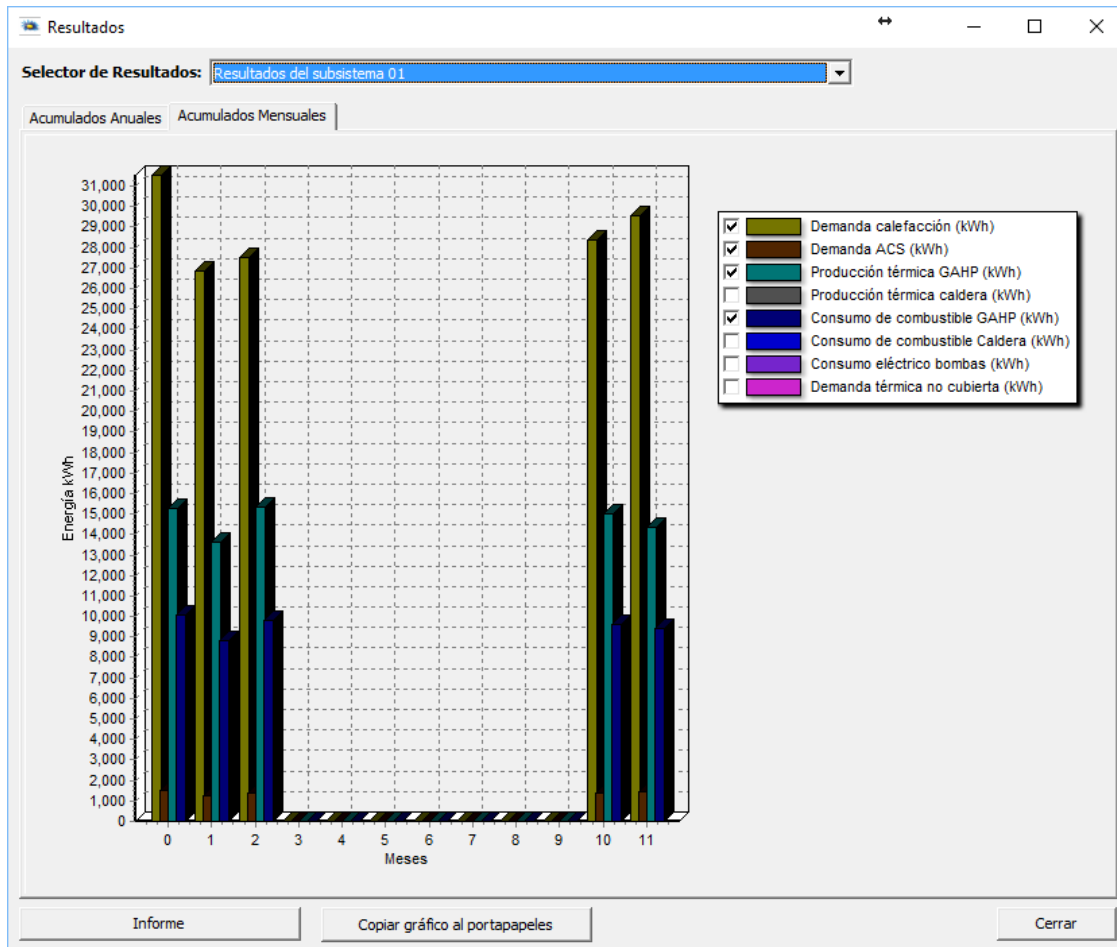 Resultados
Selector de Resultados: Resultados del subsistema 01
Acumulados Anuales Acumulados Mensuales
31,000
30,000
29,000
28,000
27,000
26,000
25,000
24,000
23,000
22,000
21,000
20,000
19,000
18,000
17,000
16,000
15,000
14,000
13,000
12,000
11,000
10,000
9,000
8,000
7,000
6,000
5,000
4,000
3,000
2,000
1,000
0
Energía kWh
0 1 2 3 4 5 6 7 8 9 10 11
Meses
Demanda calefacción (kWh)
Demanda ACS (kWh)
Producción térmica GAHP (kWh)
Producción térmica caldera (kWh)
Consumo de combustible GAHP (kWh)
Consumo de combustible Caldera (kWh)
Consumo eléctrico bombas (kWh)
Demanda térmica no cubierta (kWh)
Informe Copiar gráfico al portapapeles Cerrar